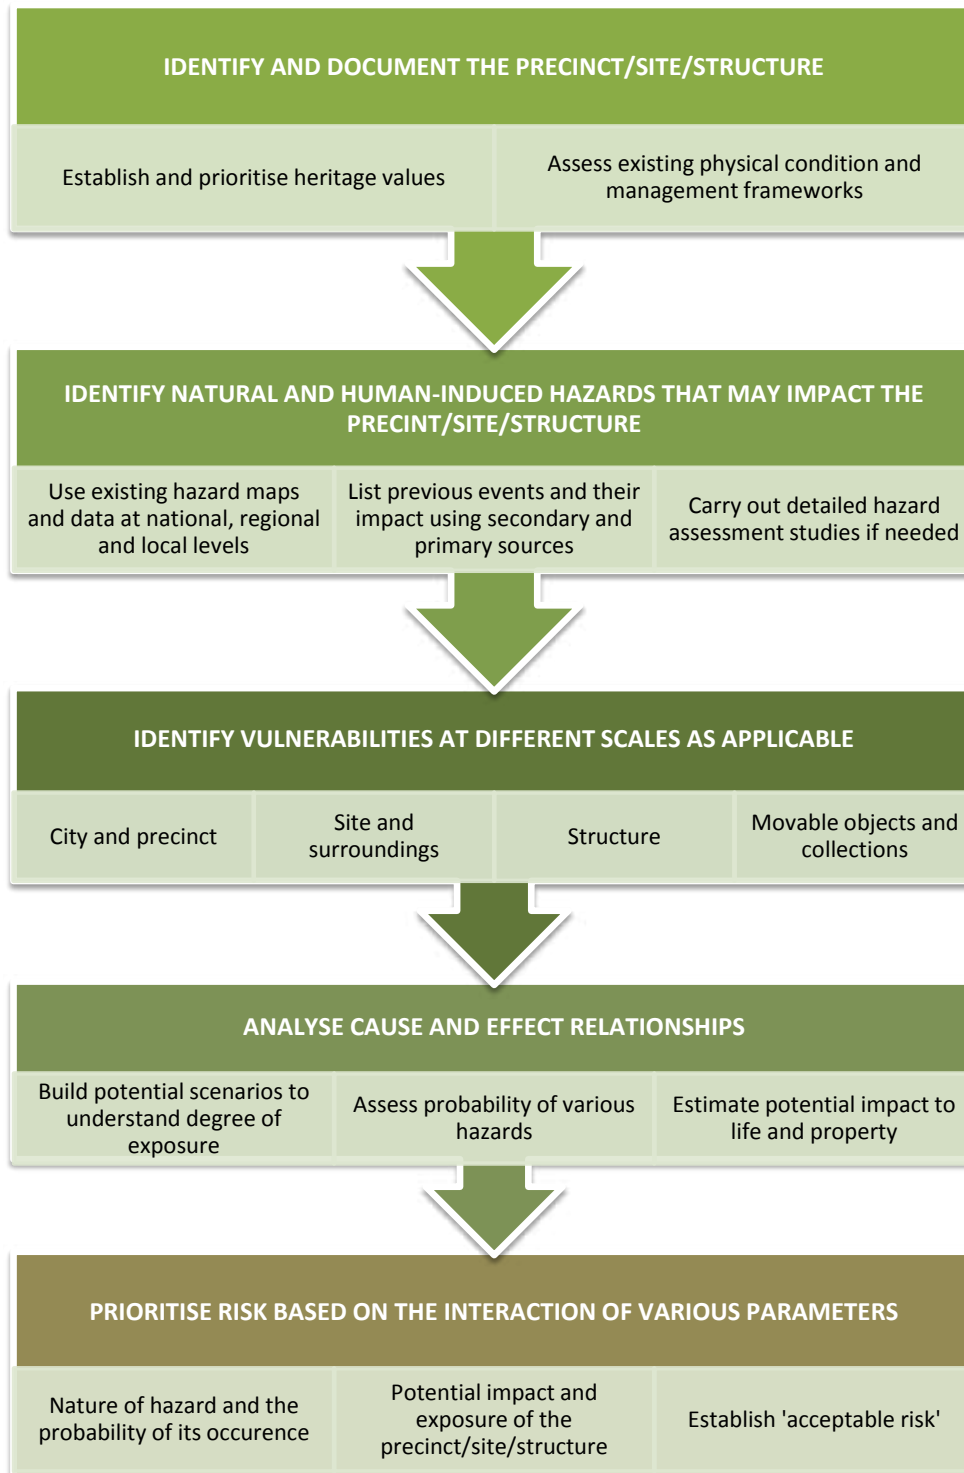 IDENTIFY AND DOCUMENT THE PRECINCT/SITE/STRUCTURE
Establish and prioritise heritage values
Assess existing physical condition and
management frameworks
IDENTIFY NATURAL AND HUMAN-INDUCED HAZARDS THAT MAY IMPACT THE
PRECINT/SITE/STRUCTURE
Use existing hazard maps
and data at national, regional
and local levels
List previous events and their
impact using secondary and
primary sources
Carry out detailed hazard
assessment studies if needed
IDENTIFY VULNERABILITIES AT DIFFERENT SCALES AS APPLICABLE
City and precinct
Site and
surroundings
Structure
Movable objects and
collections
ANALYSE CAUSE AND EFFECT RELATIONSHIPS
Build potential scenarios to
understand degree of
exposure
Assess probability of various
hazards
Estimate potential impact to
life and property
PRIORITISE RISK BASED ON THE INTERACTION OF VARIOUS PARAMETERS
Nature of hazard and the
probability of its occurence
Potential impact and
exposure of the
precinct/site/structure
Establish 'acceptable risk'